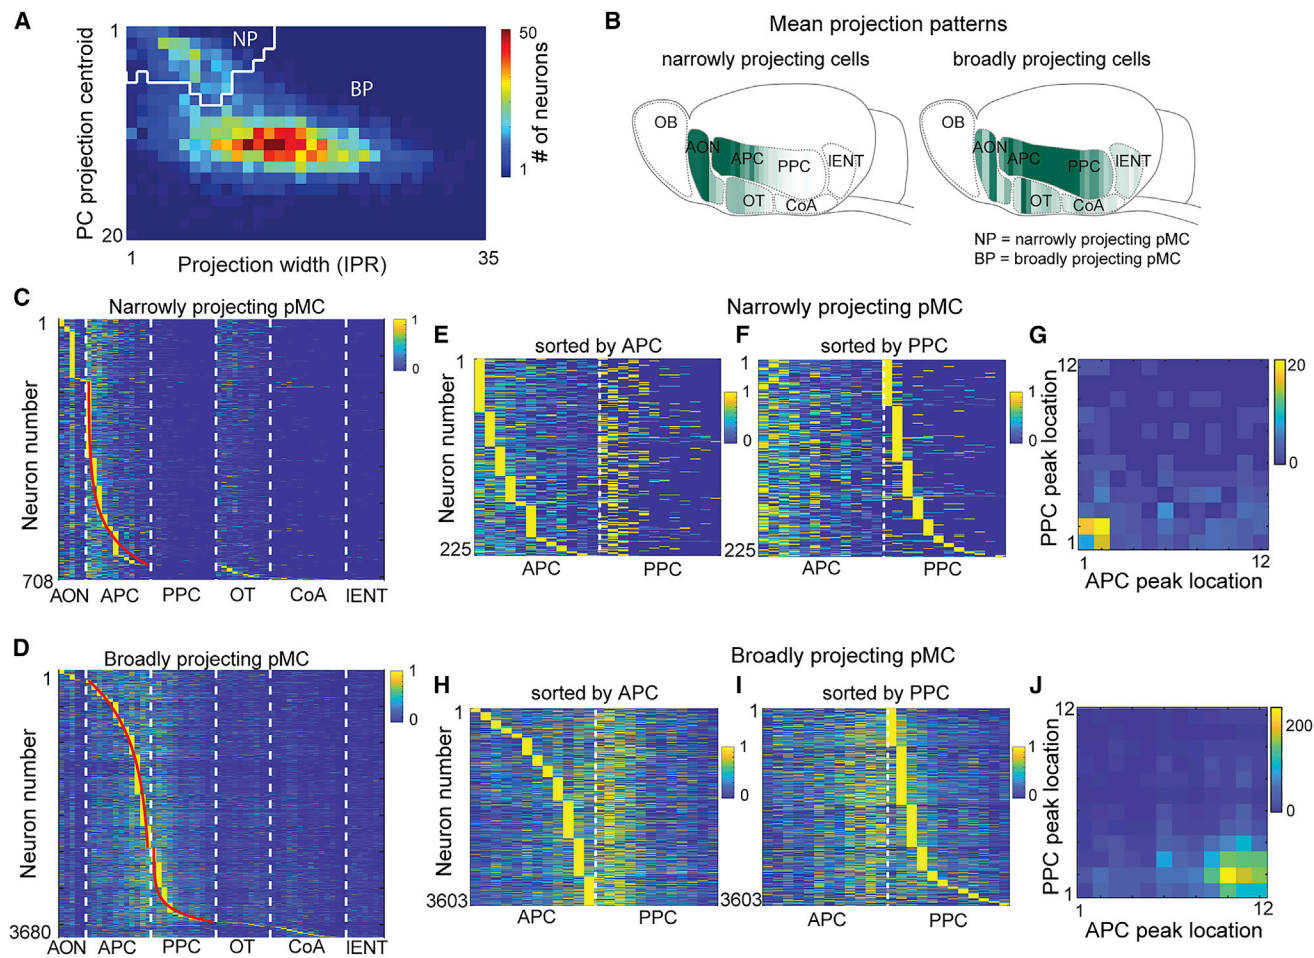 A
PC projection centroid
1
20
NP
BP
1
35
Projection width (IPR)
50
1
# of neurons
B
Mean projection patterns
narrowly projecting cells
broadly projecting cells
OB
AON
APC
PPC
lENT
OT
CoA
OB
AON
APC
PPC
lENT
OT
CoA
NP = narrowly projecting pMC
BP = broadly projecting pMC
C
Narrowly projecting pMC
1
Neuron number
708
AON APC PPC OT CoA lENT
1
0
Narrowly projecting pMC
E
sorted by APC
1
Neuron number
225
APC PPC
1
0
F
sorted by PPC
1
225
APC PPC
1
0
G
12
PPC peak location
1
1 12
APC peak location
20
0
D
Broadly projecting pMC
1
Neuron number
3680
AON APC PPC OT CoA lENT
1
0
Broadly projecting pMC
H
sorted by APC
1
Neuron number
3603
APC PPC
1
0
I
sorted by PPC
1
3603
APC PPC
1
0
J
12
PPC peak location
1
1 12
APC peak location
200
0